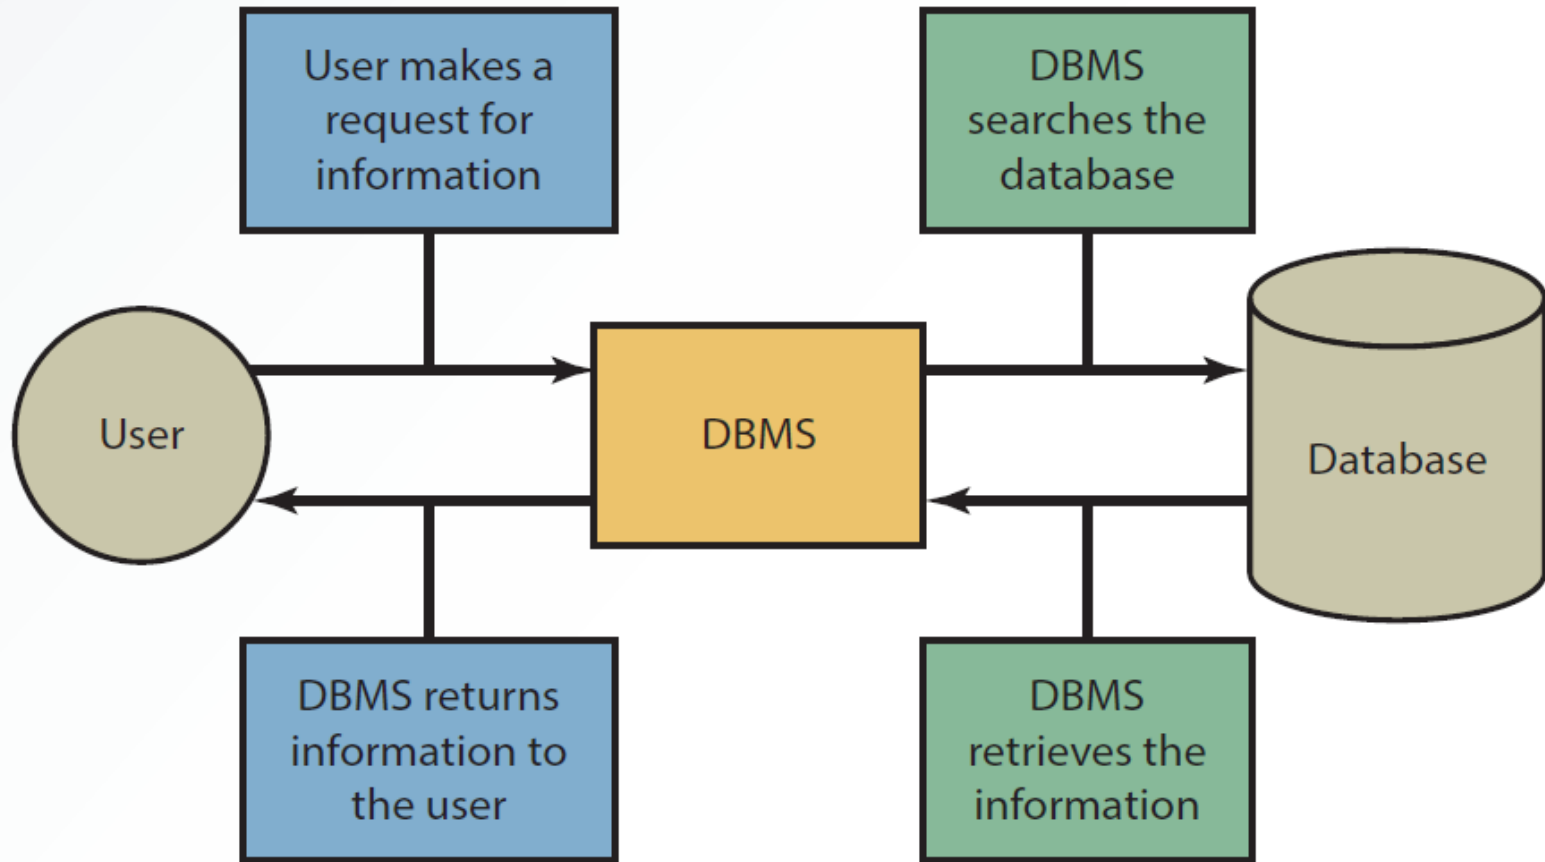 User makes a
request for
information
DBMS
searches the
database
User
DBMS
Database
DBMS returns
information to
the user
DBMS
retrieves the
information